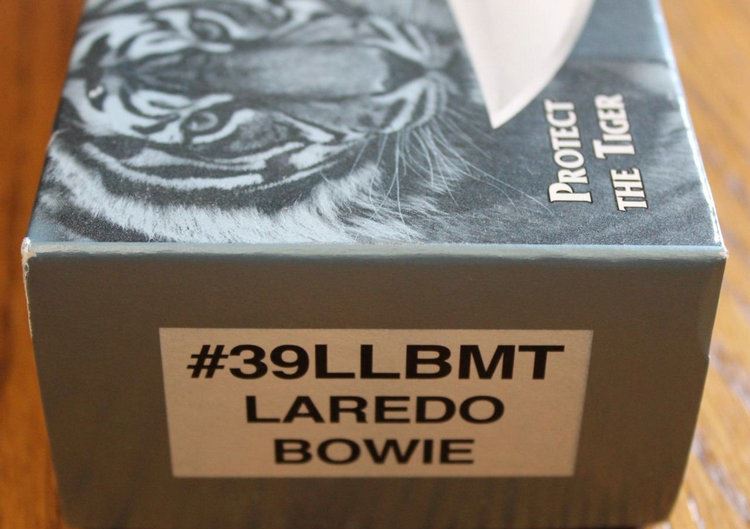 PROTECT
THE TIGER
#39LLBMT
LAREDO
BOWIE